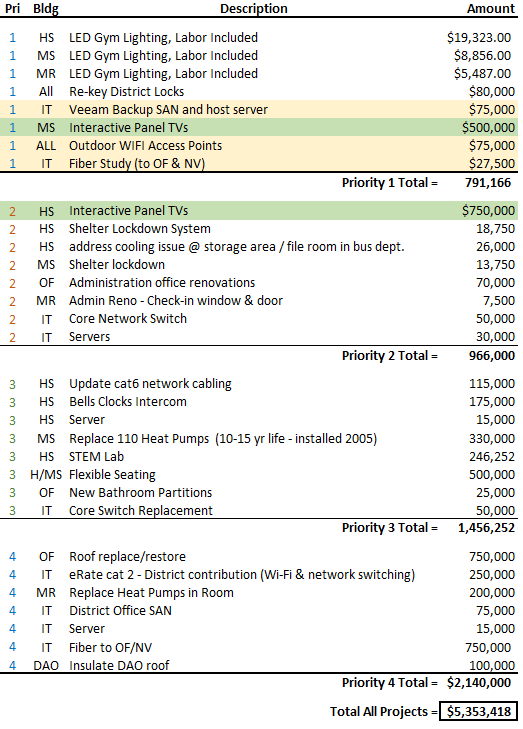 Pri Bldg Description Amount
1 HS LED Gym Lighting, Labor Included $19,323.00
1 MS LED Gym Lighting, Labor Included $8,856.00
1 MR LED Gym Lighting, Labor Included $5,487.00
1 All Re-key District Locks $80,000
1 IT Veeam Backup SAN and host server $75,000
1 MS Interactive Panel TVs $500,000
1 ALL Outdoor WIFI Access Points $75,000
1 IT Fiber Study (to OF & NV) $27,500
Priority 1 Total = 791,166
2 HS Interactive Panel TVs $750,000
2 HS Shelter Lockdown System 18,750
2 HS address cooling issue @ storage area / file room in bus dept. 26,000
2 MS Shelter lockdown 13,750
2 OF Administration office renovations 70,000
2 MR Admin Reno - Check-in window & door 7,500
2 IT Core Network Switch 50,000
2 IT Servers 30,000
Priority 2 Total = 966,000
3 HS Update cat6 network cabling 115,000
3 HS Bells Clocks Intercom 175,000
3 HS Server 15,000
3 MS Replace 110 Heat Pumps (10-15 yr life - installed 2005) 330,000
3 HS STEM Lab 246,252
3 H/MS Flexible Seating 500,000
3 OF New Bathroom Partitions 25,000
3 IT Core Switch Replacement 50,000
Priority 3 Total = 1,456,252
4 OF Roof replace/restore 750,000
4 IT eRate cat 2 - District contribution (Wi-Fi & network switching) 250,000
4 MR Replace Heat Pumps in Room 200,000
4 IT District Office SAN 75,000
4 IT Server 15,000
4 IT Fiber to OF/NV 750,000
4 DAO Insulate DAO roof 100,000
Priority 4 Total = $2,140,000
Total All Projects = $5,353,418